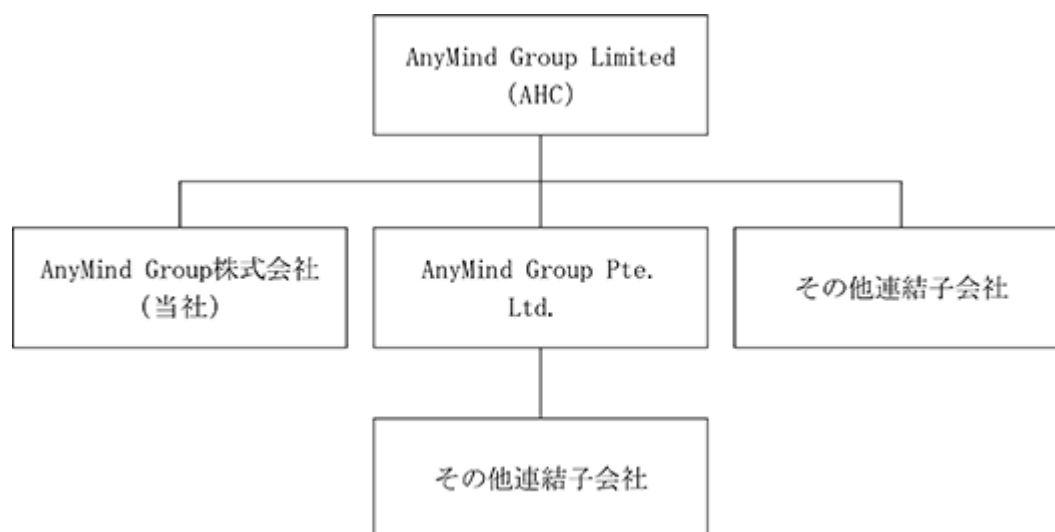 AnyMind Group Limited
(AHC)
AnyMind Group株式会社
(当社)
AnyMind Group Pte.
Ltd.
その他連結子会社
その他連結子会社